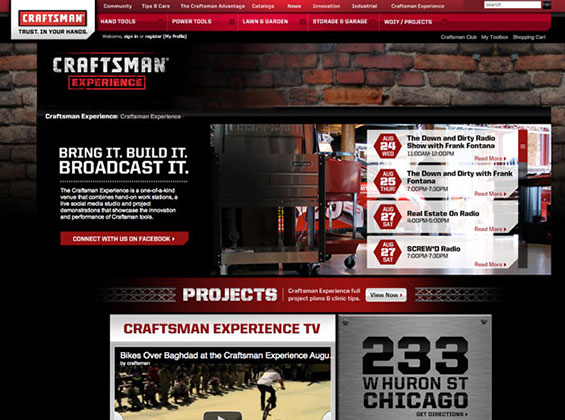 CRAFTSMAN
TRUST. IN YOUR HANDS.
Community Tips & Care The Craftsman Advantage Catalogs News Innovation Industrial Craftsman Experience
search
HAND TOOLS POWER TOOLS LAWN & GARDEN STORAGE & GARAGE WDIY / PROJECTS
Welcome, sign in or register [My Profile]
Craftsman Club My Toolbox Shopping Cart
CRAFTSMAN
EXPERIENCE
Craftsman Experience: Craftsman Experience
BRING IT. BUILD IT.
BROADCAST IT.
The Craftsman Experience is a one-of-a-kind
venue that combines hand-on work stations, a
live social media studio and project
demonstrations that showcase the innovation
and performance of Craftsman tools.
CONNECT WITH US ON FACEBOOK
AUG
24
WED
The Down and Dirty Radio
Show with Frank Fontana
11:00AM-12:00PM
Read More
AUG
25
THUR
The Down and Dirty with Frank
Fontana
7:00PM-7:30PM
Read More
AUG
27
SAT
Real Estate On Radio
4:00PM-5:00PM
Read More
AUG
27
SAT
SCREW'D Radio
7:00PM-7:30PM
Read More
PROJECTS
Craftsman Experience full
project plans & clinic tips.
View Now
CRAFTSMAN EXPERIENCE TV
Bikes Over Baghdad at the Craftsman Experience Augu...
by craftsman
233
W HURON ST
CHICAGO
GET DIRECTIONS